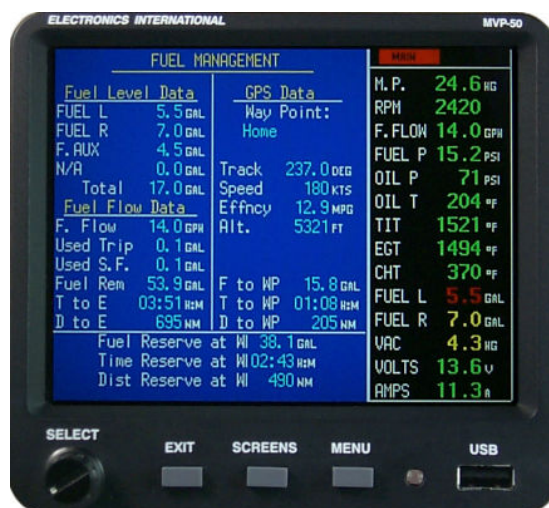 ELECTRONICS INTERNATIONAL MVP-50
FUEL MANAGEMENT
Fuel Level Data
FUEL L 5.5 GAL
FUEL R 7.0 GAL
F. AUX 4.5 GAL
N/A 0.0 GAL
Total 17.0 GAL
Fuel Flow Data
F. Flow 14.0 GPH
Used Trip 0.1 GAL
Used S.F. 0.1 GAL
Fuel Rem 53.9 GAL
T to E 03:51 H:M
D to E 695 NM
GPS Data
Way Point:
Home
Track 237.0 DEG
Speed 180 KTS
Effncy 12.9 MPG
Alt. 5321 FT
F to WP 15.8 GAL
T to WP 01:08 H:M
D to WP 205 NM
Fuel Reserve at WP 38.1 GAL
Time Reserve at WP 02:43 H:M
Dist Reserve at WP 490 NM
MAIN
M.P. 24.6 HG
RPM 2420
F.FLOW 14.0 GPH
FUEL P 15.2 PSI
OIL P 71 PSI
OIL T 204 °F
TIT 1521 °F
EGT 1494 °F
CHT 370 °F
FUEL L 5.5 GAL
FUEL R 7.0 GAL
VAC 4.3 HG
VOLTS 13.6 V
AMPS 11.3 A
SELECT
EXIT
SCREENS
MENU
USB